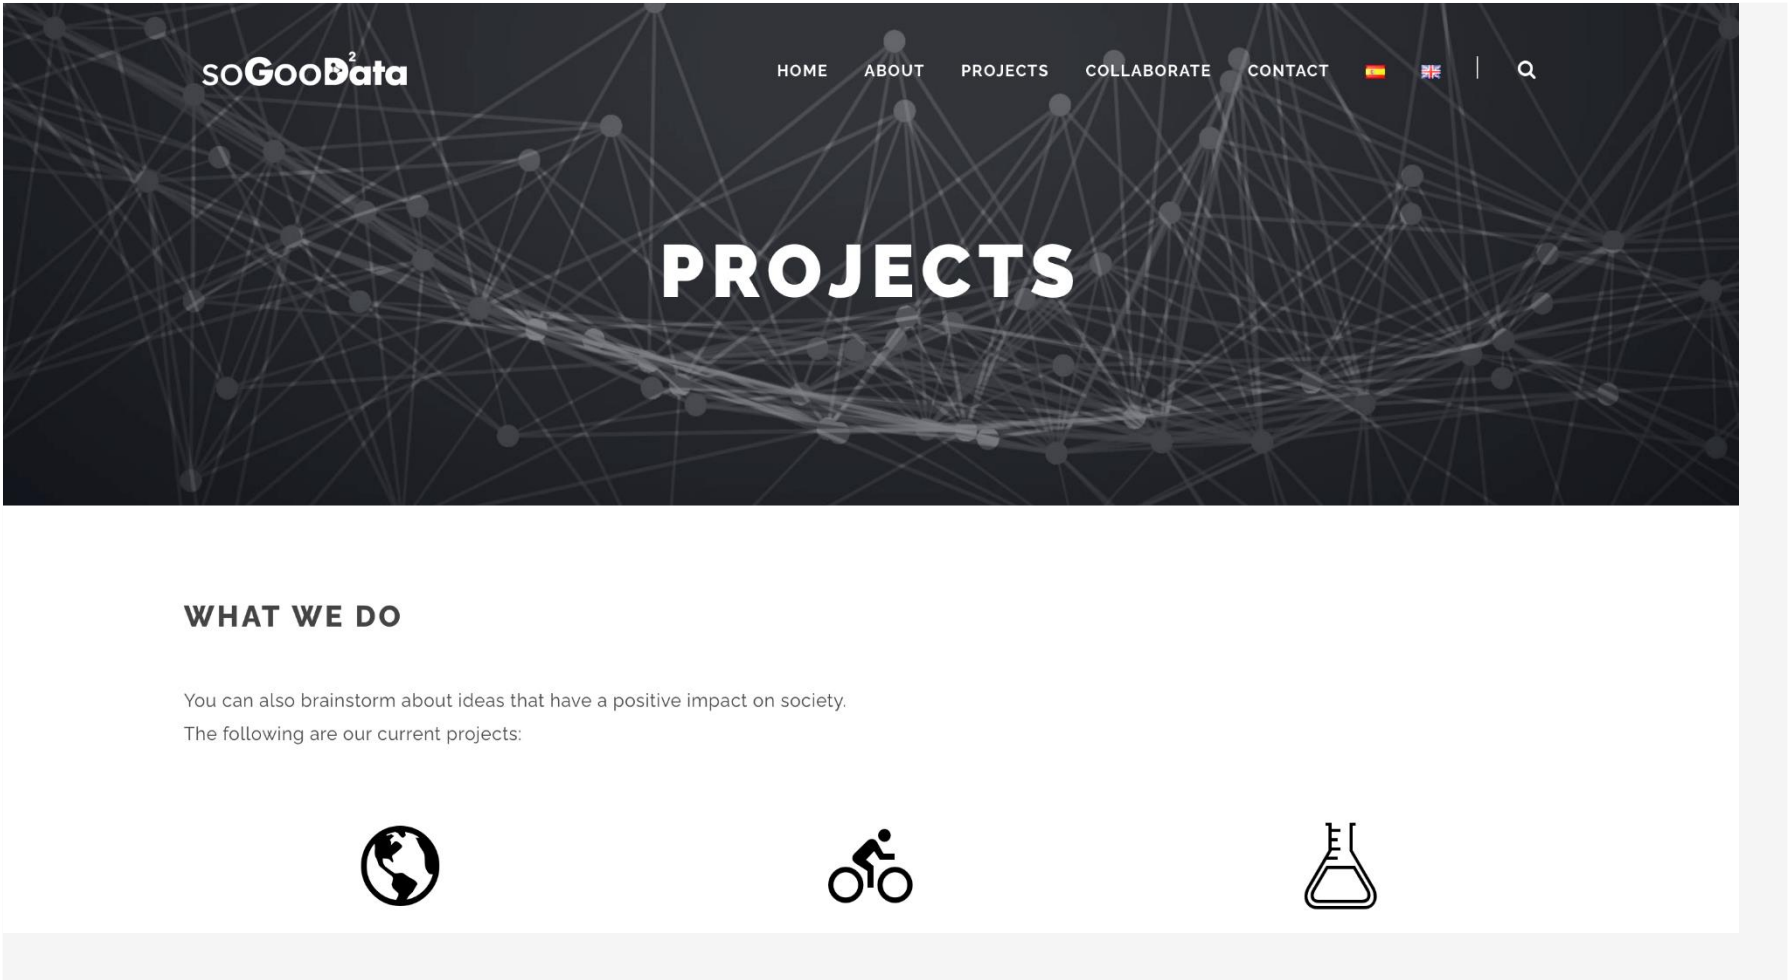 soGooData
2
HOME ABOUT PROJECTS COLLABORATE CONTACT
PROJECTS
WHAT WE DO
You can also brainstorm about ideas that have a positive impact on society.
The following are our current projects: